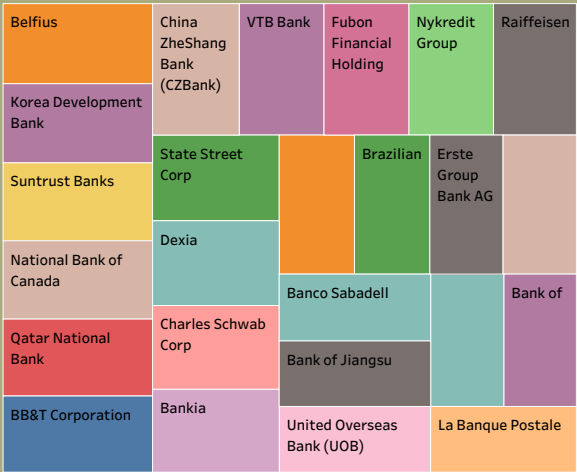 Belfius
Korea Development
Bank
Suntrust Banks
National Bank of
Canada
Qatar National
Bank
BB&T Corporation
China
ZheShang
Bank
(CZBank)
VTB Bank
Fubon
Financial
Holding
Nykredit
Group
Raiffeisen
State Street
Corp
Dexia
Charles Schwab
Corp
Bankia
Brazilian
Erste
Group
Bank AG
Banco Sabadell
Bank of Jiangsu
Bank of
United Overseas
Bank (UOB)
La Banque Postale